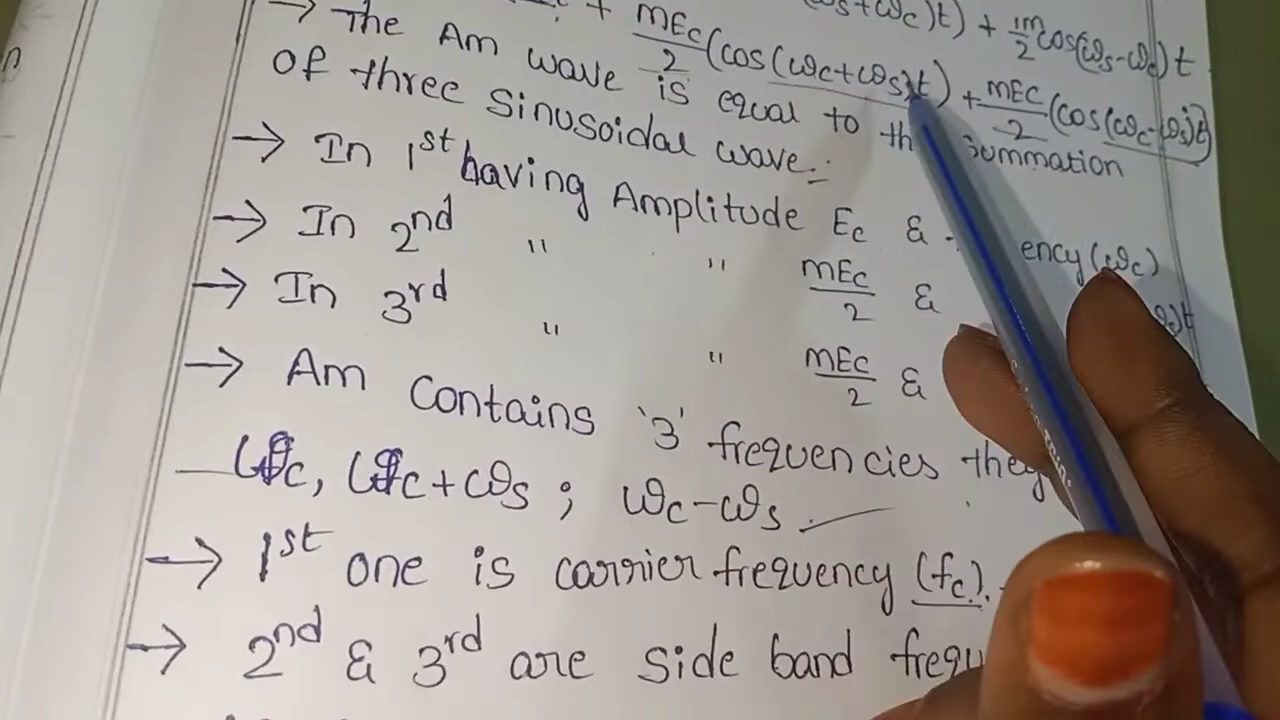 + mEc/2 (cos(ωc+ωs)t) + mEc/2 (cos(ωc-ωs)t)
→ The Am wave is equal to the summation
of three sinusoidal wave:-
→ In 1st having Amplitude Ec & ency (ωc)
→ In 2nd " " mEc/2 &
→ In 3rd " " mEc/2 &
→ Am contains '3' frequencies they
ωc, ωc+ωs ; ωc-ωs
→ 1st one is carrier frequency (fc).
→ 2nd & 3rd are side band frequ